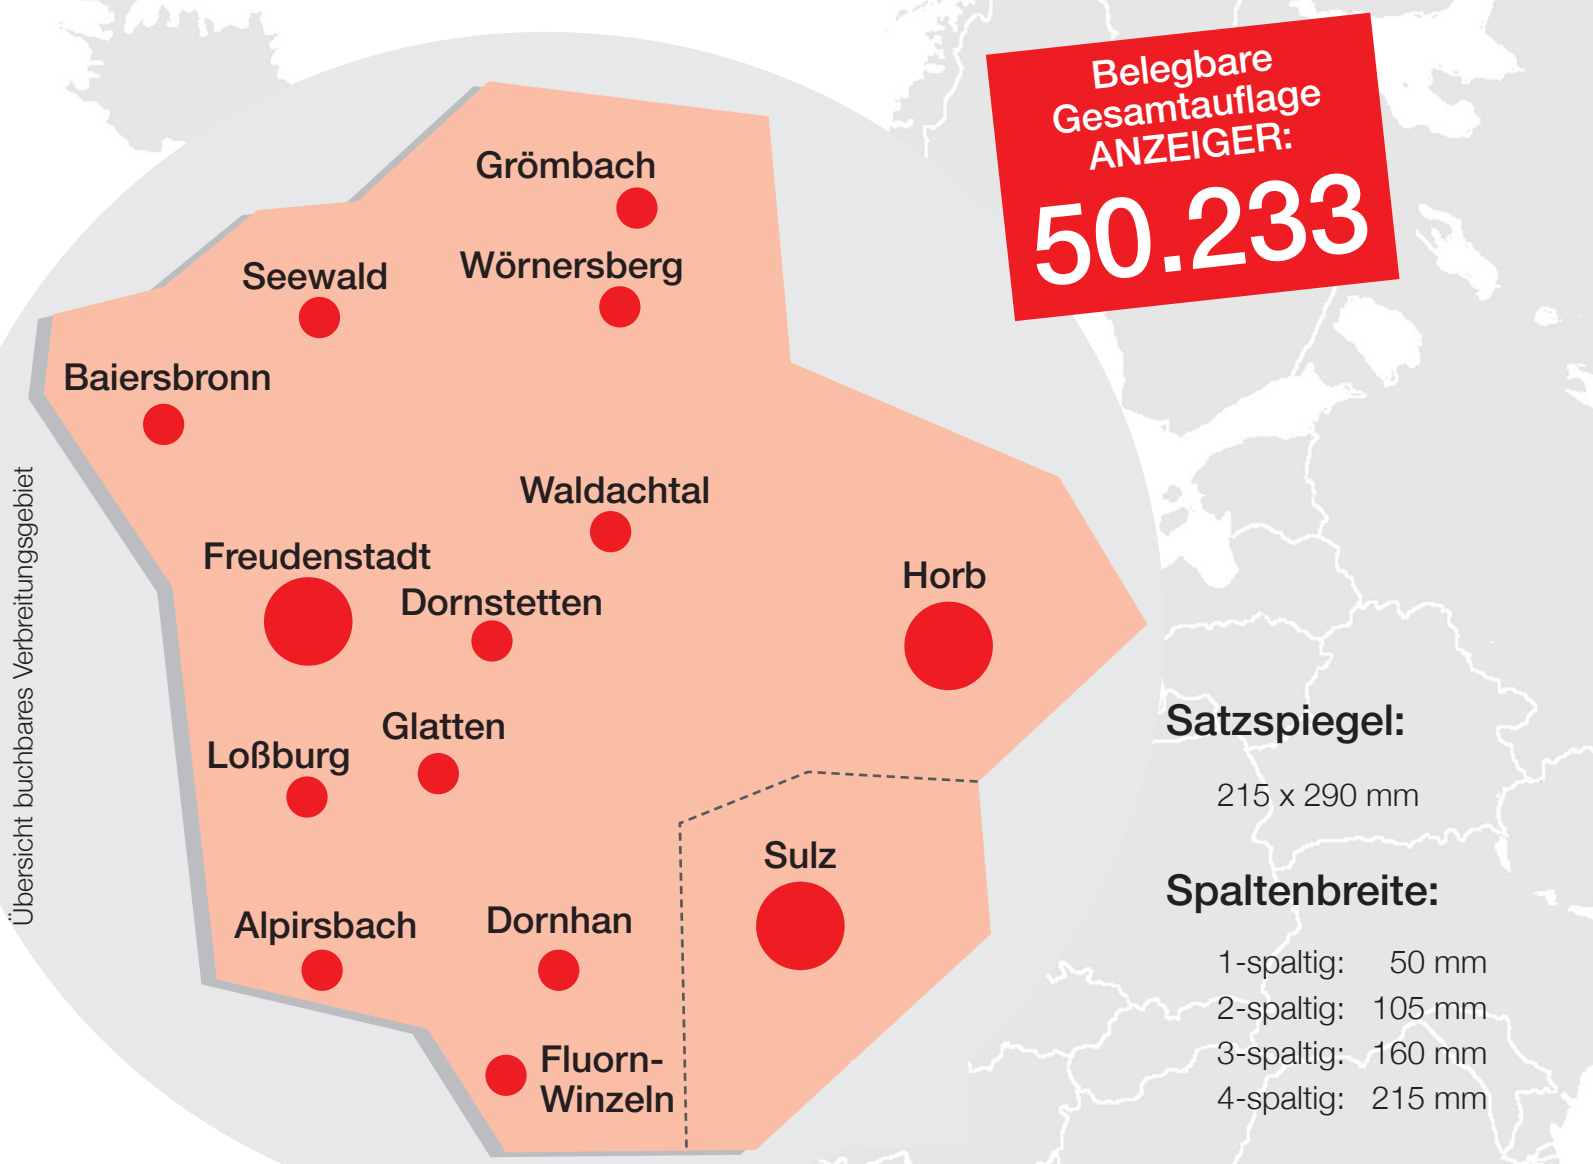 Belegbare
Gesamtauflage
ANZEIGER:
50.233
Grömbach
Wörnersberg
Seewald
Baiersbronn
Waldachtal
Freudenstadt
Dornstetten
Horb
Glatten
Loßburg
Sulz
Alpirsbach
Dornhan
Fluorn-
Winzeln
Übersicht buchbares Verbreitungsgebiet
Satzspiegel:
215 x 290 mm
Spaltenbreite:
1-spaltig: 50 mm
2-spaltig: 105 mm
3-spaltig: 160 mm
4-spaltig: 215 mm